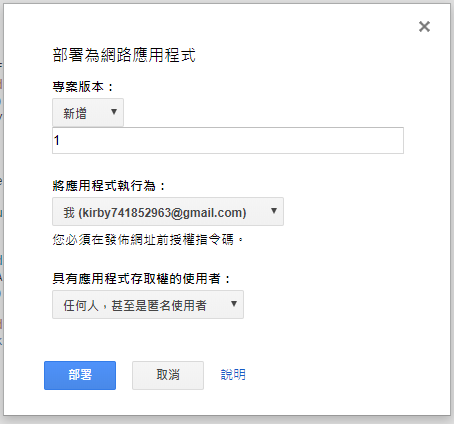 部署為網路應用程式
專案版本：
新增
1
將應用程式執行為：
我 (kirby741852963@gmail.com)
您必須在發佈網址前授權指令碼。
具有應用程式存取權的使用者：
任何人，甚至是匿名使用者
部署 取消 說明